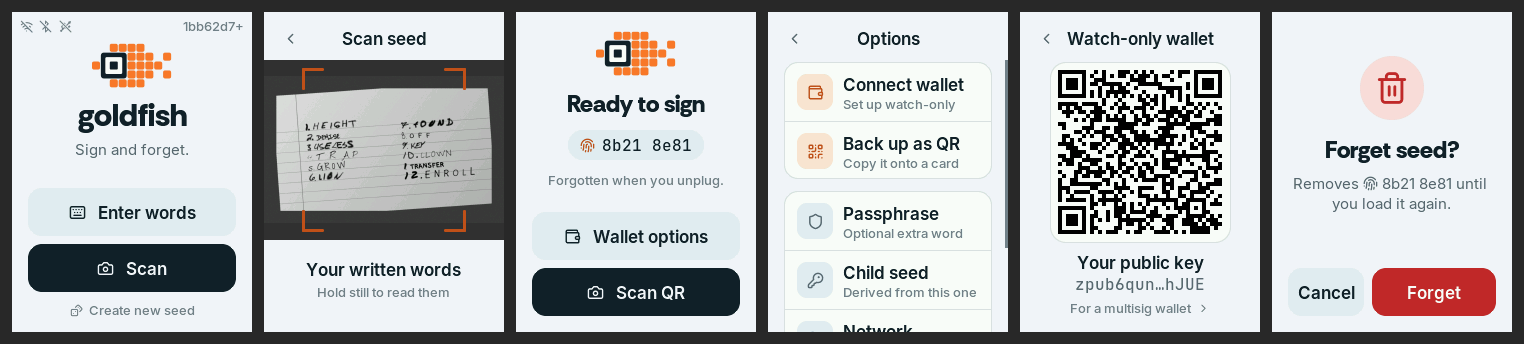 1bb62d7+
goldfish
Sign and forget.
Enter words
Scan
Create new seed
Scan seed
1. HEIGHT
2.
3 USELESS
TRAP
5. GROW
6. LION
7.
8 OFF
9 KEY
10. CLOWN
TRANSFER
12. ENROLL
Your written words
Hold still to read them
Ready to sign
8b21 8e81
Forgotten when you unplug.
Wallet options
Scan QR
Options
Connect wallet
Set up watch-only
Back up as QR
Copy it onto a card
Passphrase
Optional extra word
Child seed
Derived from this one
Network
Watch-only wallet
Your public key
zpub6qun…hJUE
For a multisig wallet
Forget seed?
Removes 8b21 8e81 until
you load it again.
Cancel
Forget